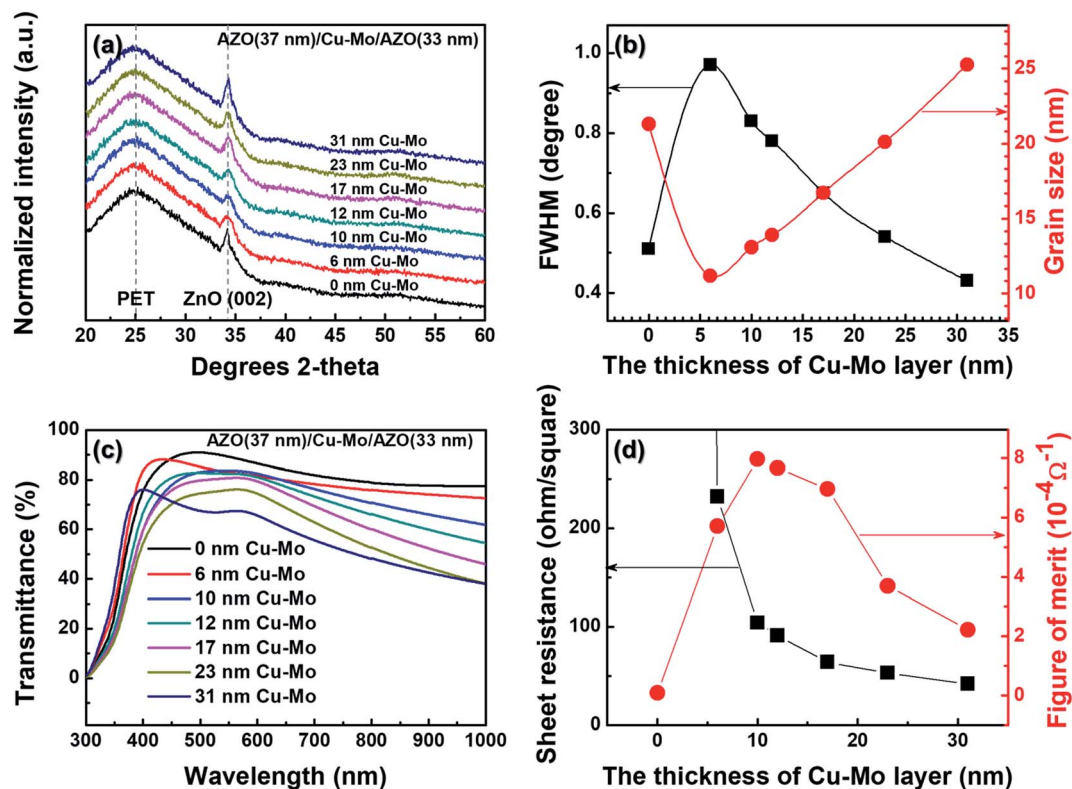 (a)
AZO(37 nm)/Cu-Mo/AZO(33 nm)
Normalized intensity (a.u.)
31 nm Cu-Mo
23 nm Cu-Mo
17 nm Cu-Mo
12 nm Cu-Mo
10 nm Cu-Mo
6 nm Cu-Mo
0 nm Cu-Mo
PET ZnO (002)
20 25 30 35 40 45 50 55 60
Degrees 2-theta
(b)
FWHM (degree)
1.0
0.8
0.6
0.4
Grain size (nm)
25
20
15
10
0 5 10 15 20 25 30 35
The thickness of Cu-Mo layer (nm)
(c)
AZO(37 nm)/Cu-Mo/AZO(33 nm)
Transmittance (%)
100
80
60
40
20
0
0 nm Cu-Mo
6 nm Cu-Mo
10 nm Cu-Mo
12 nm Cu-Mo
17 nm Cu-Mo
23 nm Cu-Mo
31 nm Cu-Mo
300 400 500 600 700 800 900 1000
Wavelength (nm)
(d)
Sheet resistance (ohm/square)
300
200
100
0
Figure of merit (10⁻⁴Ω⁻¹)
8
6
4
2
0
0 10 20 30
The thickness of Cu-Mo layer (nm)